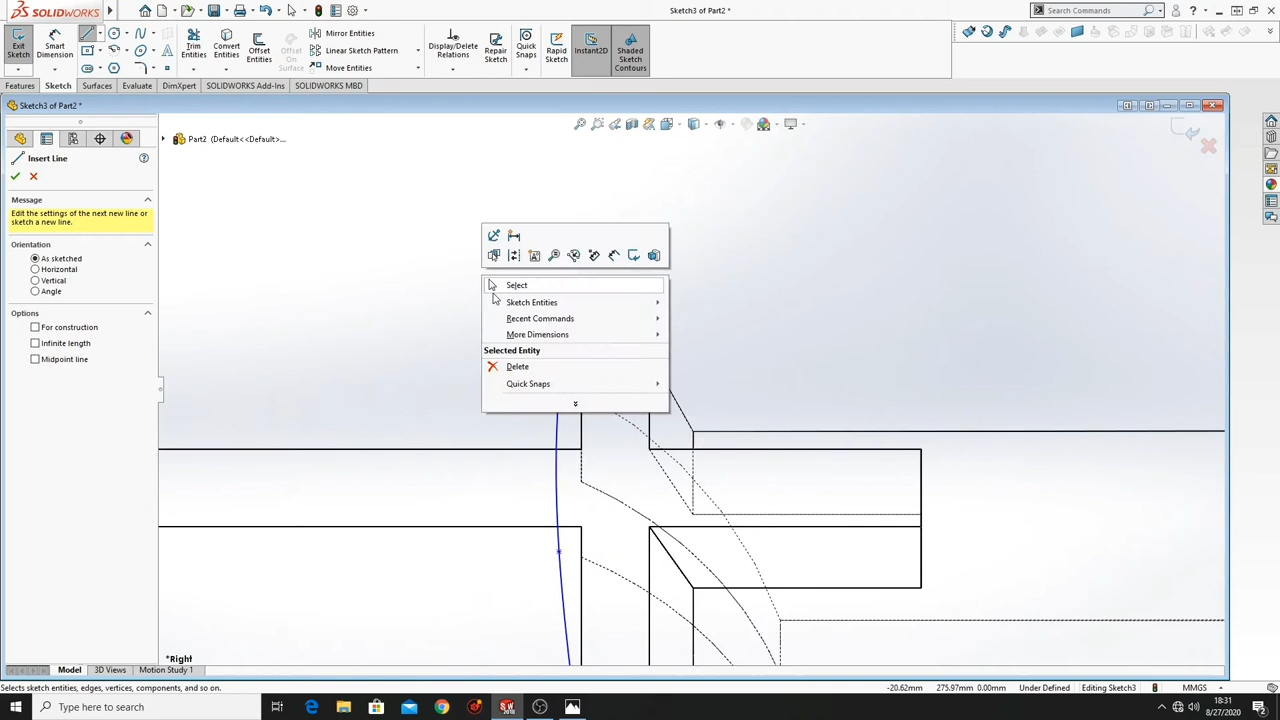 SOLIDWORKS
Sketch3 of Part2 *
Search Commands
Exit Sketch
Smart Dimension
Trim Entities
Convert Entities
Offset Entities
Offset On Surface
Mirror Entities
Linear Sketch Pattern
Move Entities
Display/Delete Relations
Repair Sketch
Quick Snaps
Rapid Sketch
Instant2D
Shaded Sketch Contours
Features
Sketch
Surfaces
Evaluate
DimXpert
SOLIDWORKS Add-Ins
SOLIDWORKS MBD
Sketch3 of Part2 *
Part2 (Default<<Default>...
Insert Line
Message
Edit the settings of the next new line or
sketch a new line.
Orientation
As sketched
Horizontal
Vertical
Angle
Options
For construction
Infinite length
Midpoint line
Select
Sketch Entities
Recent Commands
More Dimensions
Selected Entity
Delete
Quick Snaps
*Right
Model
3D Views
Motion Study 1
Selects sketch entities, edges, vertices, components, and so on.
-20.62mm
275.97mm 0.00mm
Under Defined
Editing Sketch3
MMGS
Type here to search
18:31
8/27/2020